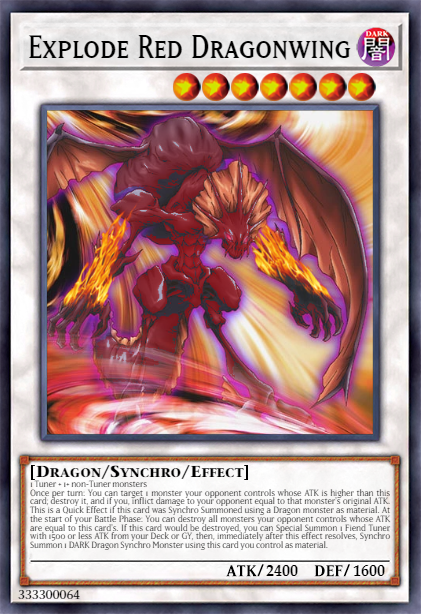 Explode Red Dragonwing
DARK
闇
[Dragon/Synchro/Effect]
1 Tuner + 1+ non-Tuner monsters
Once per turn: You can target 1 monster your opponent controls whose ATK is higher than this
card; destroy it, and if you, inflict damage to your opponent equal to that monster's original ATK.
This is a Quick Effect if this card was Synchro Summoned using a Dragon monster as material. At
the start of your Battle Phase: You can destroy all monsters your opponent controls whose ATK
are equal to this card's. If this card would be destroyed, you can Special Summon 1 Fiend Tuner
with 1500 or less ATK from your Deck or GY, then, immediately after this effect resolves, Synchro
Summon 1 DARK Dragon Synchro Monster using this card you control as material.
ATK/2400 DEF/1600
333300064